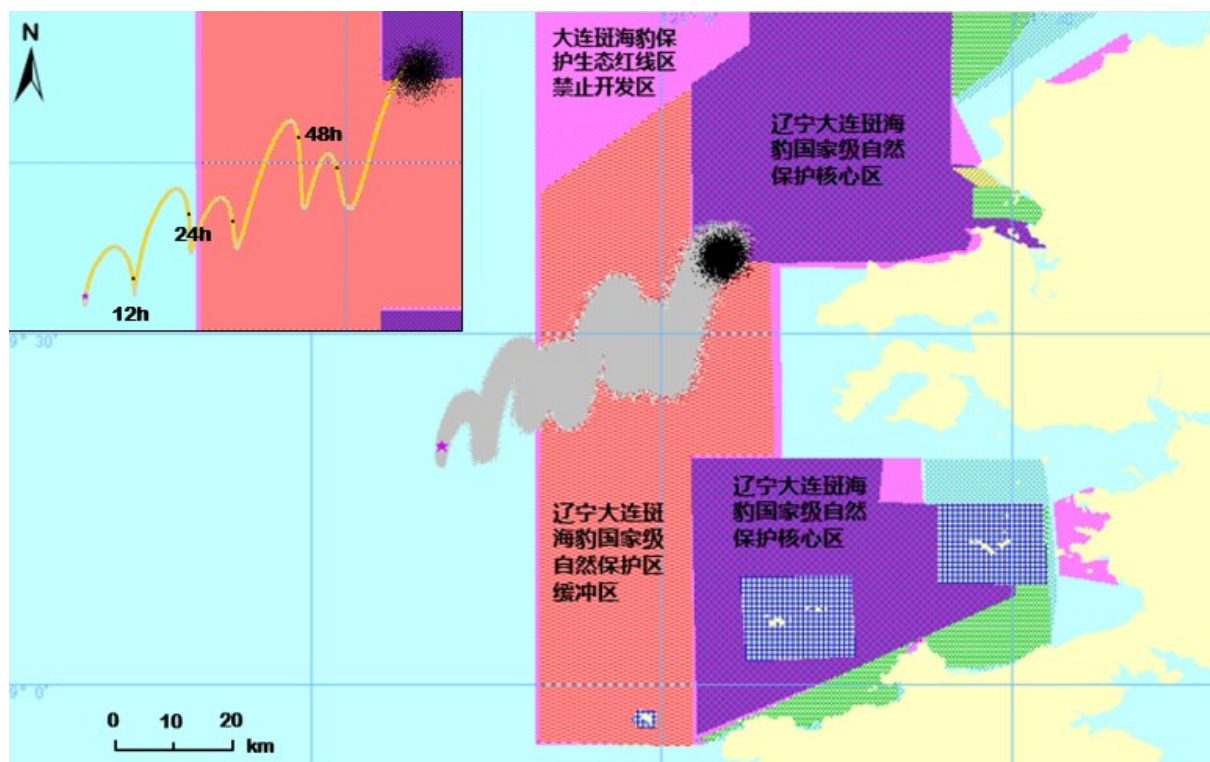 N
48h
24h
12h
大连斑海豹保
护生态红线区
禁止开发区
辽宁大连斑海
豹国家级自然
保护核心区
9° 30'
辽宁大连斑
海豹国家级
自然保护区
缓冲区
辽宁大连斑海
豹国家级自然
保护核心区
9° 0'
0 10 20
km